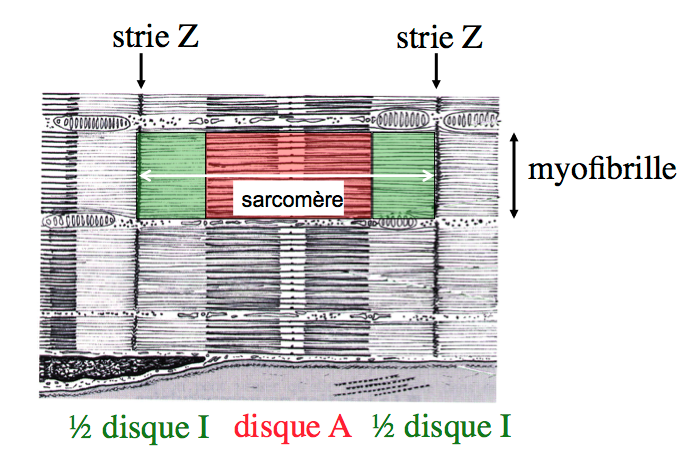 strie Z strie Z
myofibrille
sarcomère
½ disque I disque A ½ disque I